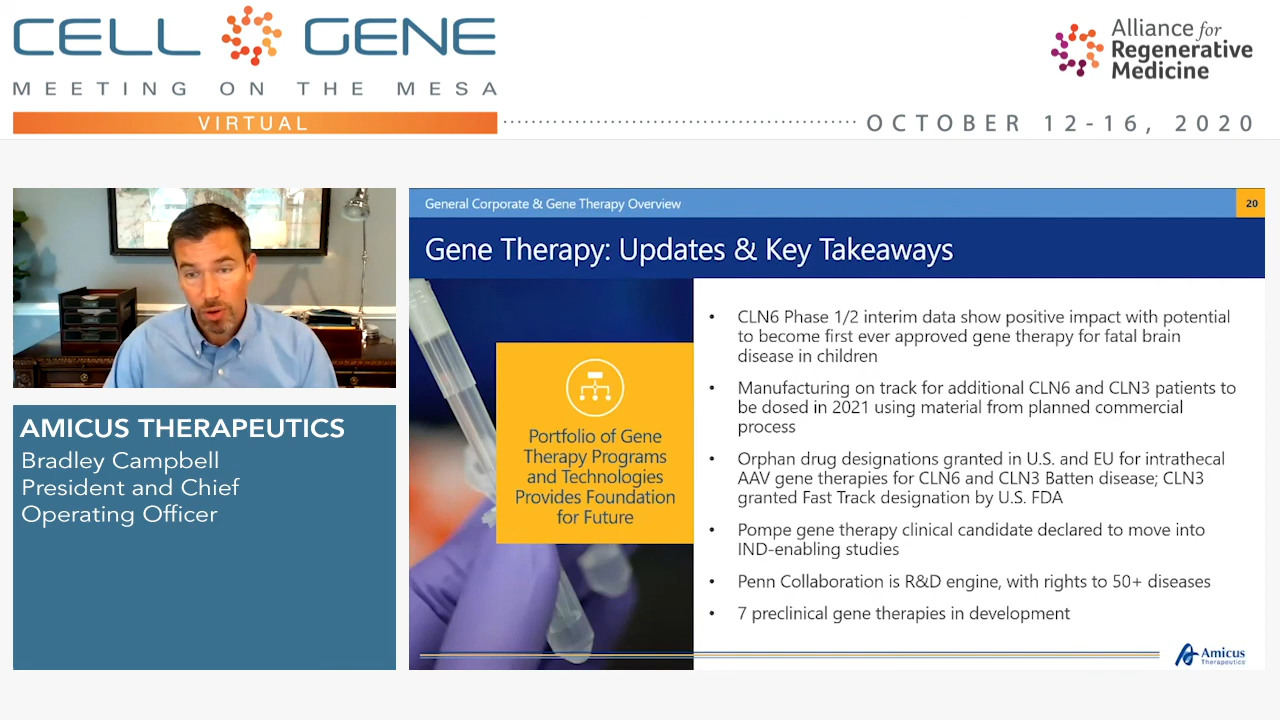 CELL GENE
MEETING ON THE MESA
VIRTUAL
Alliance for
Regenerative
Medicine
OCTOBER 12-16, 2020
AMICUS THERAPEUTICS
Bradley Campbell
President and Chief
Operating Officer
General Corporate & Gene Therapy Overview
20
Gene Therapy: Updates & Key Takeaways
Portfolio of Gene
Therapy Programs
and Technologies
Provides Foundation
for Future
• CLN6 Phase 1/2 interim data show positive impact with potential
to become first ever approved gene therapy for fatal brain
disease in children
• Manufacturing on track for additional CLN6 and CLN3 patients to
be dosed in 2021 using material from planned commercial
process
• Orphan drug designations granted in U.S. and EU for intrathecal
AAV gene therapies for CLN6 and CLN3 Batten disease; CLN3
granted Fast Track designation by U.S. FDA
• Pompe gene therapy clinical candidate declared to move into
IND-enabling studies
• Penn Collaboration is R&D engine, with rights to 50+ diseases
• 7 preclinical gene therapies in development
Amicus
Therapeutics